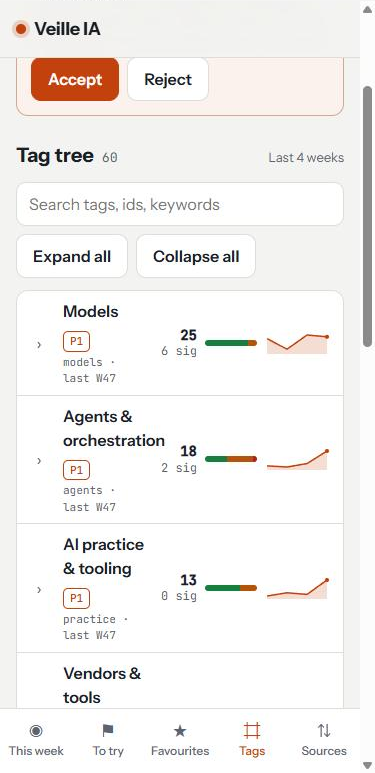 Veille IA
Accept Reject
Tag tree 60 Last 4 weeks
Search tags, ids, keywords
Expand all Collapse all
Models
P1
models ·
last W47
25
6 sig
Agents &
orchestration
P1
agents ·
last W47
18
2 sig
AI practice
& tooling
P1
practice ·
last W47
13
0 sig
Vendors &
tools
This week To try Favourites Tags Sources